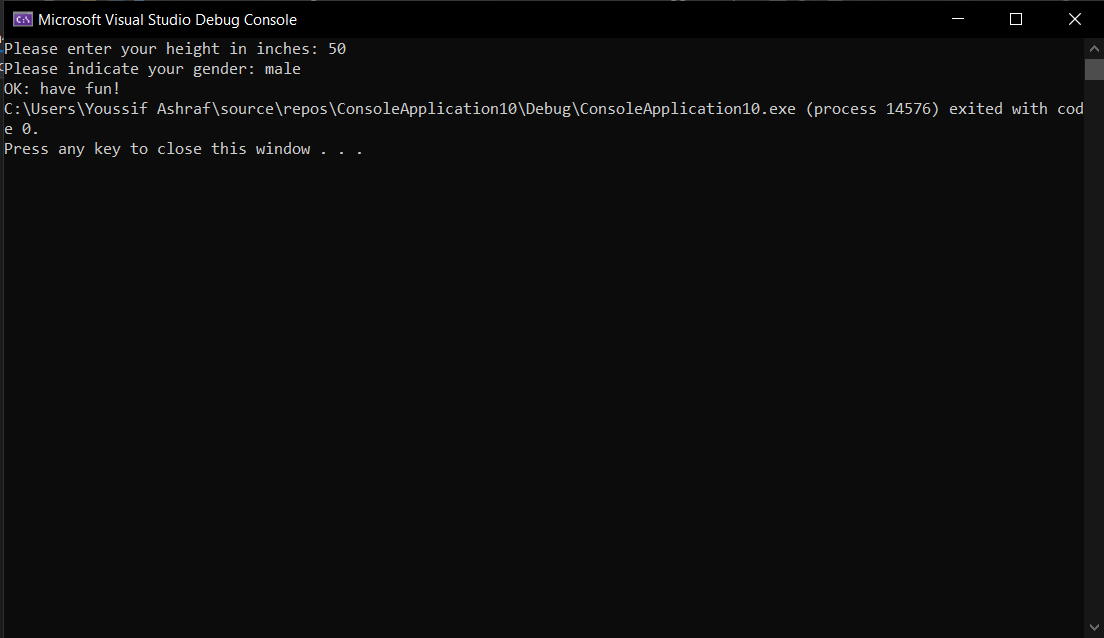 Microsoft Visual Studio Debug Console
Please enter your height in inches: 50
Please indicate your gender: male
OK: have fun!
C:\Users\Youssif Ashraf\source\repos\ConsoleApplication10\Debug\ConsoleApplication10.exe (process 14576) exited with cod
e 0.
Press any key to close this window . . .